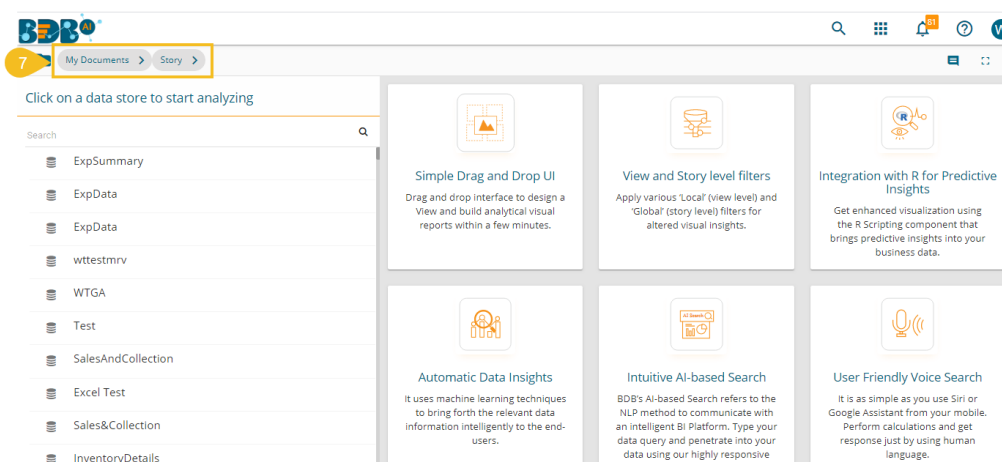 BDB AI
81
W
7
My Documents
Story
Click on a data store to start analyzing
Search
ExpSummary
ExpData
ExpData
wttestmrv
WTGA
Test
SalesAndCollection
Excel Test
Sales&Collection
InventoryDetails
Simple Drag and Drop UI
Drag and drop interface to design a
View and build analytical visual
reports within a few minutes.
View and Story level filters
Apply various 'Local' (view level) and
'Global' (story level) filters for
altered visual insights.
R
Integration with R for Predictive
Insights
Get enhanced visualization using
the R Scripting component that
brings predictive insights into your
business data.
Automatic Data Insights
It uses machine learning techniques
to bring forth the relevant data
information intelligently to the end-
users.
AI Search
Intuitive AI-based Search
BDB's AI-based Search refers to the
NLP method to communicate with
an intelligent BI Platform. Type your
data query and penetrate into your
data using our highly responsive
User Friendly Voice Search
It is as simple as you use Siri or
Google Assistant from your mobile.
Perform calculations and get
response just by using human
language.